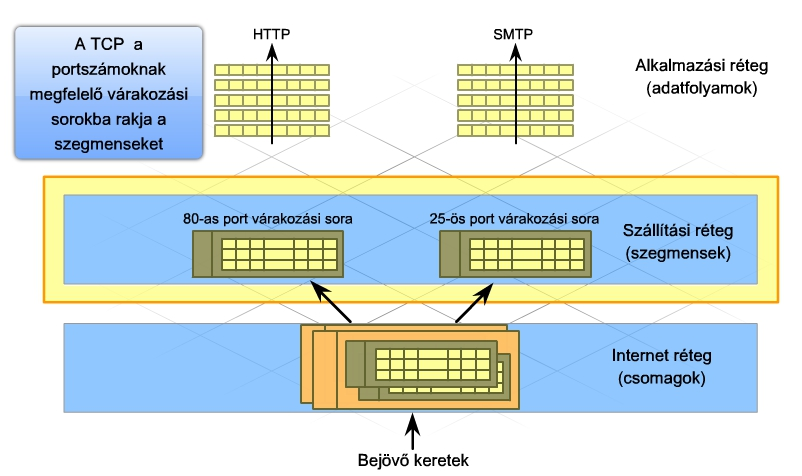 A TCP a
portszámoknak
megfelelő várakozási
sorokba rakja a
szegmenseket
HTTP
SMTP
Alkalmazási réteg
(adatfolyamok)
80-as port várakozási sora
25-ös port várakozási sora
Szállítási réteg
(szegmensek)
Internet réteg
(csomagok)
Bejövő keretek